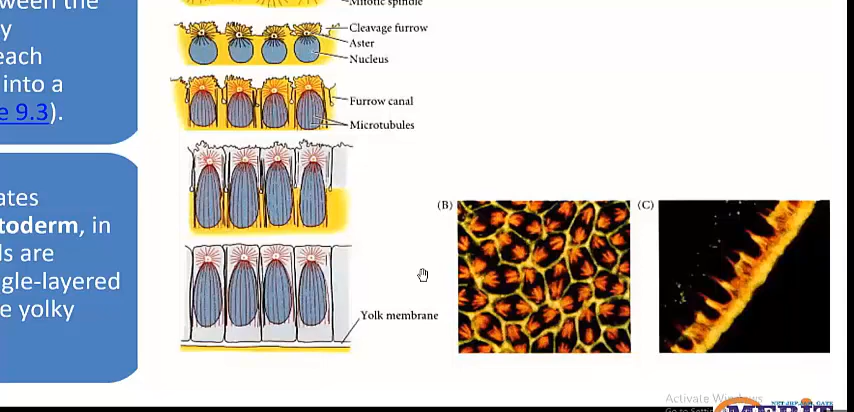 ween the
y
each
into a
e 9.3).
ates
toderm, in
ls are
gle-layered
e yolky
Mitotic spindle
Cleavage furrow
Aster
Nucleus
Furrow canal
Microtubules
Yolk membrane
(B)
(C)
Activate Windows